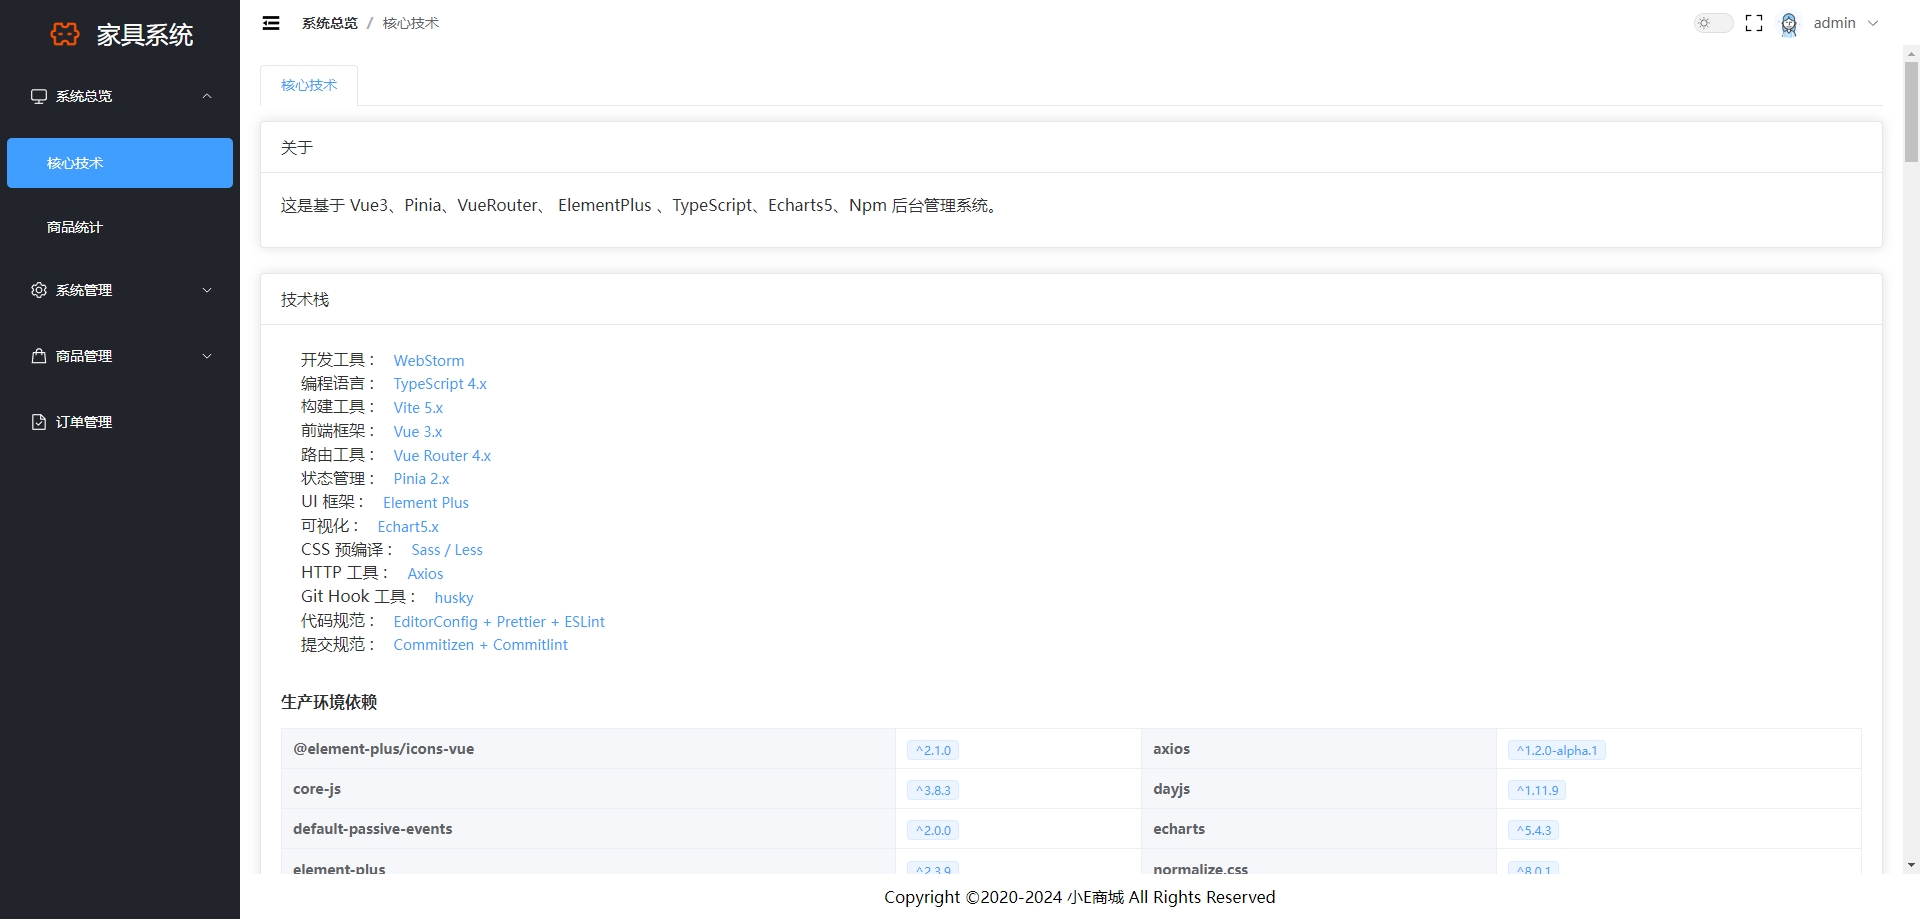 家具系统
系统总览
核心技术
商品统计
系统管理
商品管理
订单管理
系统总览 / 核心技术
admin
核心技术
关于
这是基于 Vue3、Pinia、VueRouter、 ElementPlus 、TypeScript、Echarts5、Npm 后台管理系统。
技术栈
开发工具： WebStorm
编程语言： TypeScript 4.x
构建工具： Vite 5.x
前端框架： Vue 3.x
路由工具： Vue Router 4.x
状态管理： Pinia 2.x
UI 框架： Element Plus
可视化： Echart5.x
CSS 预编译： Sass / Less
HTTP 工具： Axios
Git Hook 工具： husky
代码规范： EditorConfig + Prettier + ESLint
提交规范： Commitizen + Commitlint
生产环境依赖
@element-plus/icons-vue ^2.1.0 axios ^1.2.0-alpha.1
core-js ^3.8.3 dayjs ^1.11.9
default-passive-events ^2.0.0 echarts ^5.4.3
element-plus ^2.3.9 normalize.css ^8.0.1
Copyright ©2020-2024 小E商城 All Rights Reserved